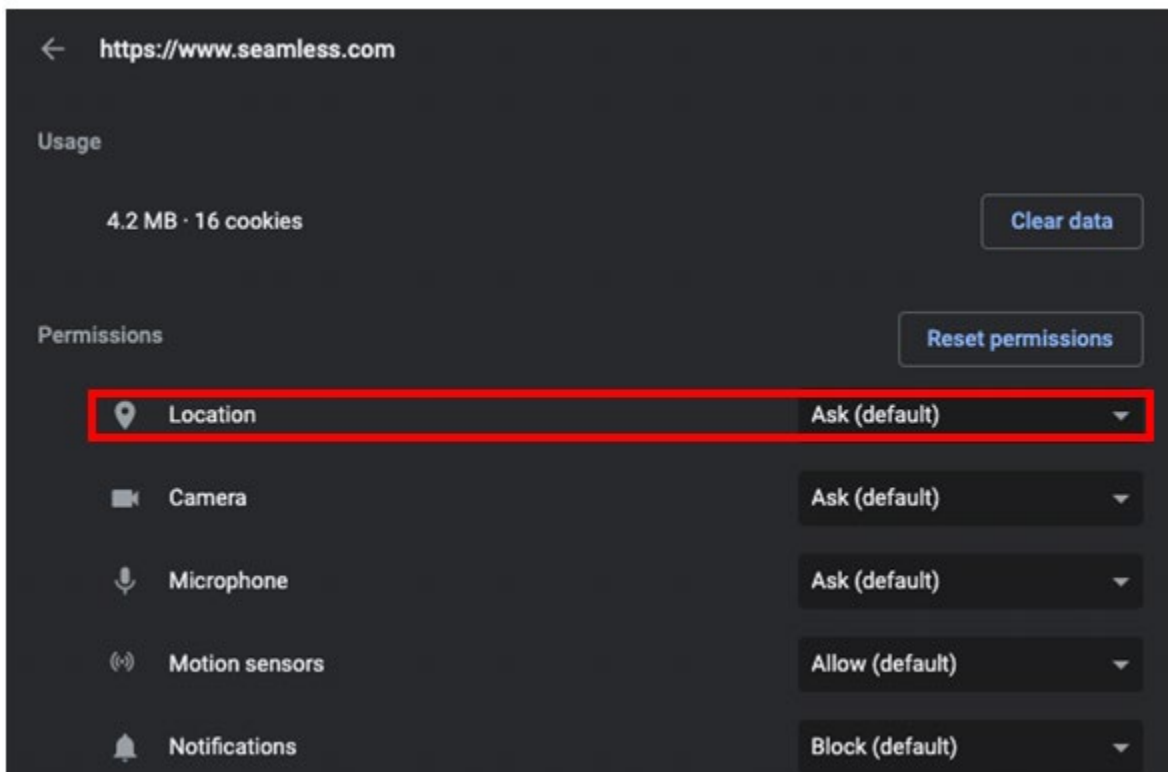 https://www.seamless.com
Usage
4.2 MB · 16 cookies
Clear data
Permissions
Reset permissions
Location Ask (default)
Camera Ask (default)
Microphone Ask (default)
Motion sensors Allow (default)
Notifications Block (default)